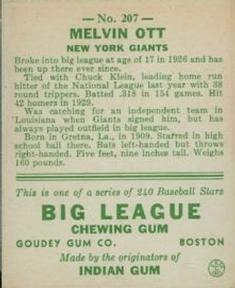 — No. 207 —
MELVIN OTT
NEW YORK GIANTS
Broke into big league at age of 17 in 1926 and has
been up there ever since.
Tied with Chuck Klein, leading home run
hitter of the National League last year with 38
round trippers. Batted .318 in 154 games. Hit
42 homers in 1929.
Was catching for an independent team in
Louisiana when Giants signed him, but has
always played outfield in big league.
Born in Gretna, La., in 1909. Starred in high
school ball there. Bats left-handed but throws
right-handed. Five feet, nine inches tall. Weighs
160 pounds.
This is one of a series of 240 Baseball Stars
BIG LEAGUE
CHEWING GUM
GOUDEY GUM CO. BOSTON
Made by the originators of
INDIAN GUM